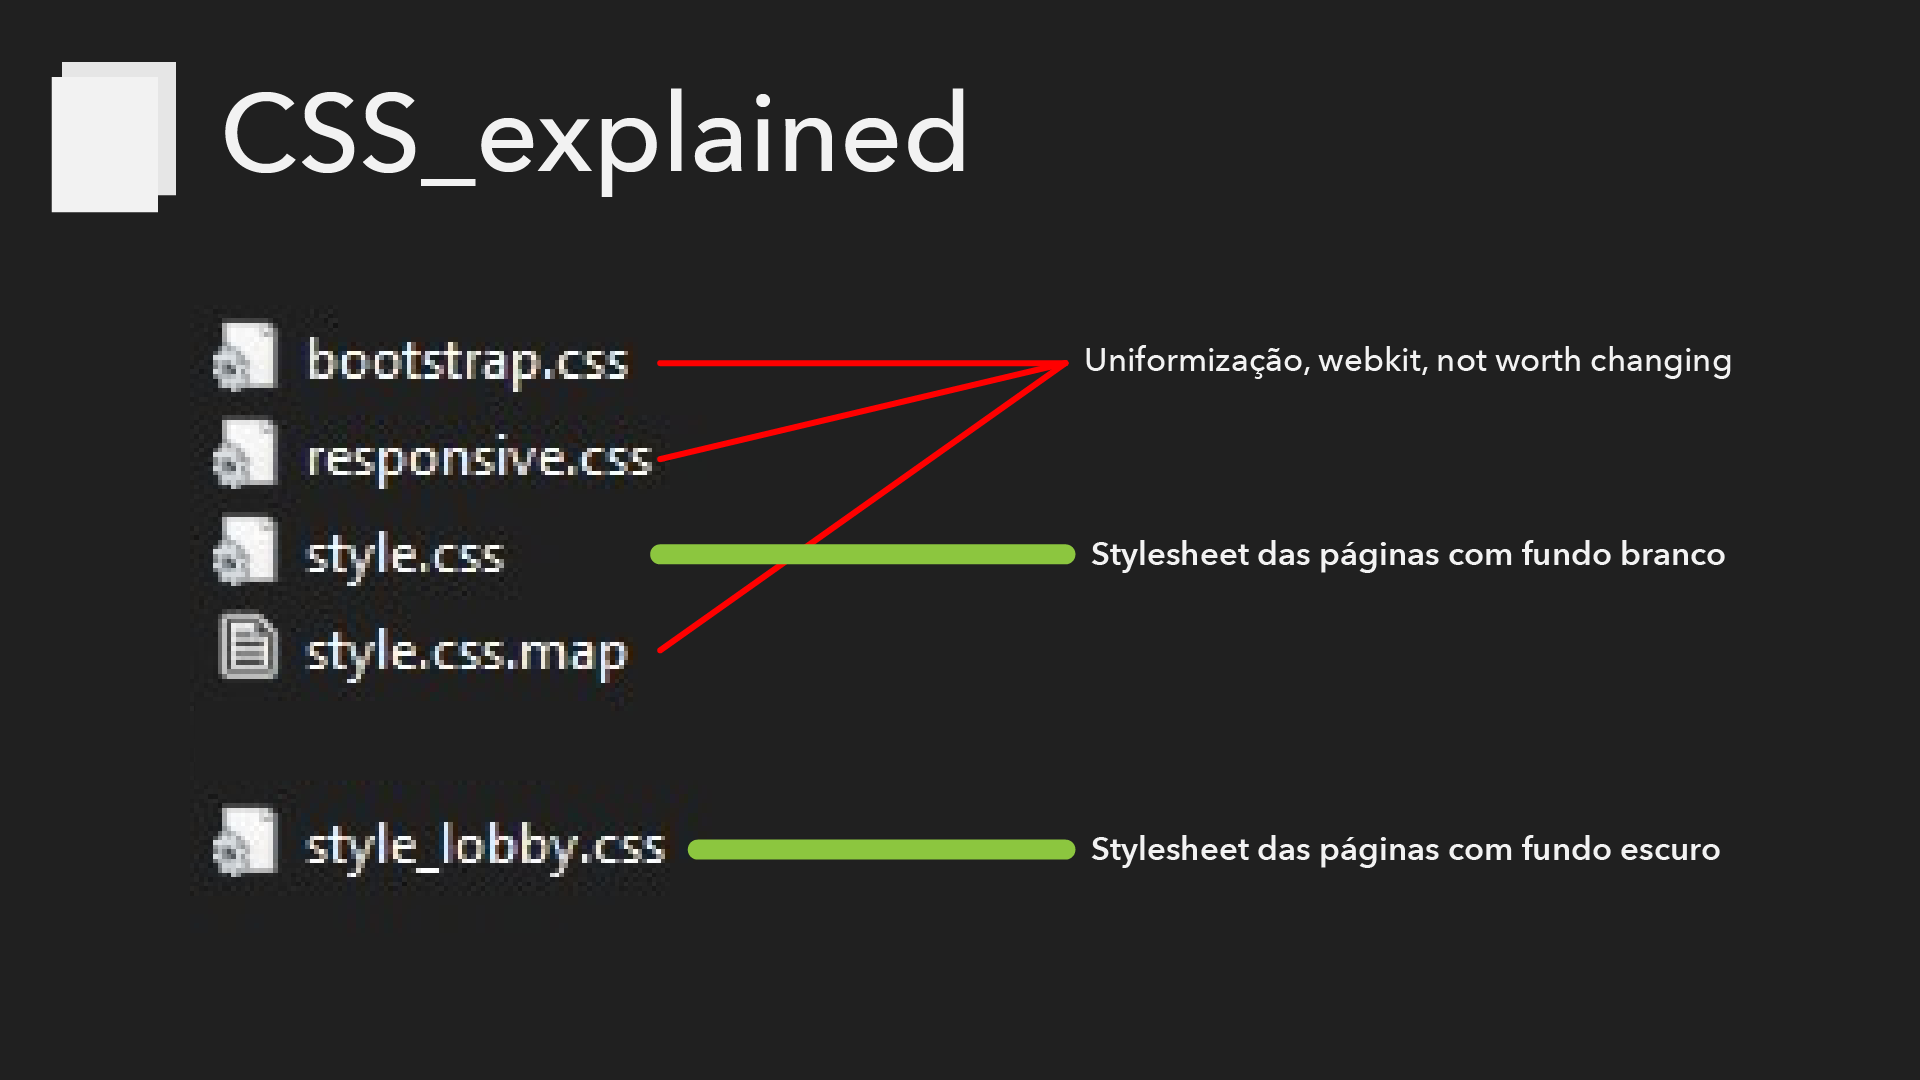 CSS_explained
bootstrap.css
Uniformização, webkit, not worth changing
responsive.css
style.css
Stylesheet das páginas com fundo branco
style.css.map
style_lobby.css
Stylesheet das páginas com fundo escuro